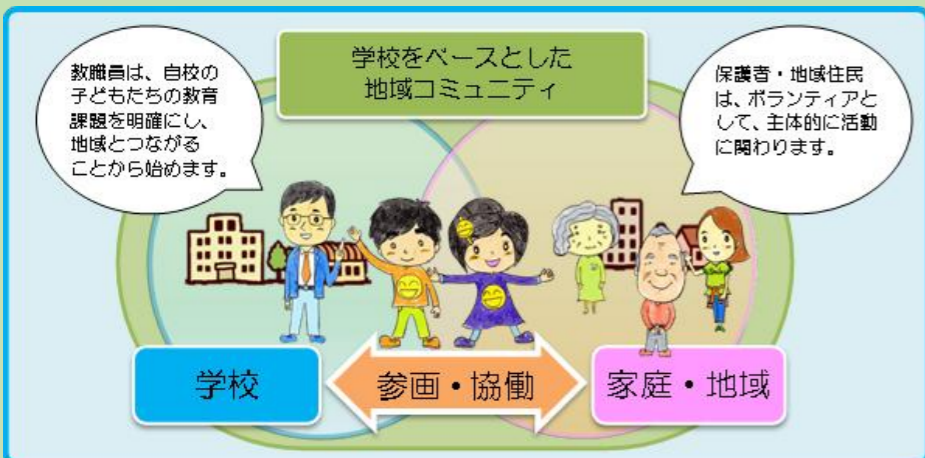 学校をベースとした
地域コミュニティ
教職員は、自校の
子どもたちの教育
課題を明確にし、
地域とつながる
ことから始めます。
保護者・地域住民
は、ボランティアと
して、主体的に活動
に関わります。
学校
参画・協働
家庭・地域